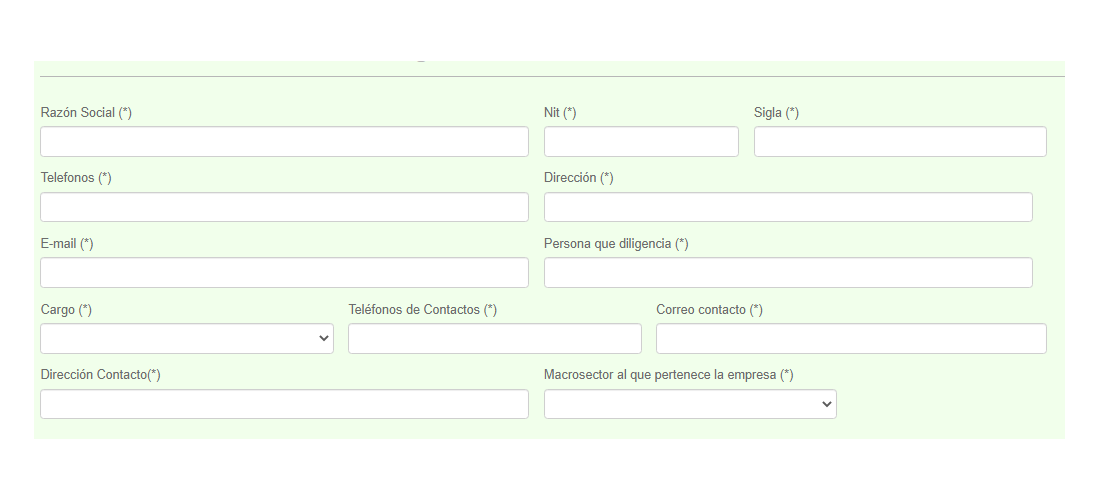 Razón Social (*) Nit (*) Sigla (*)
Telefonos (*) Dirección (*)
E-mail (*) Persona que diligencia (*)
Cargo (*) Teléfonos de Contactos (*) Correo contacto (*)
Dirección Contacto(*) Macrosector al que pertenece la empresa (*)